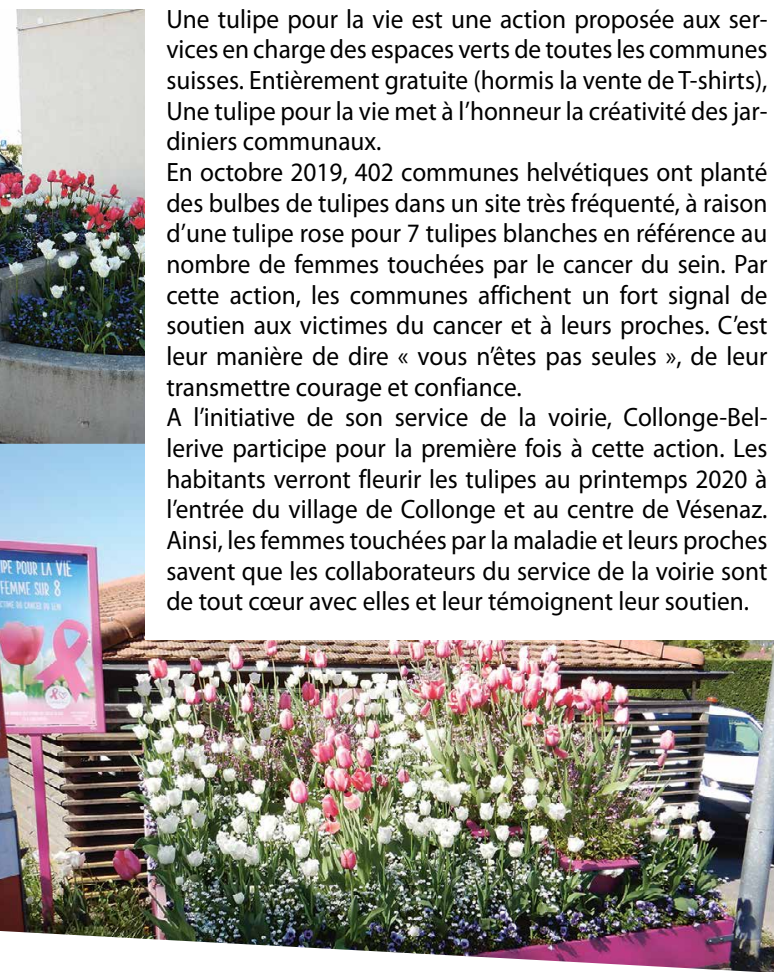 Une tulipe pour la vie est une action proposée aux ser-
vices en charge des espaces verts de toutes les communes
suisses. Entièrement gratuite (hormis la vente de T-shirts),
Une tulipe pour la vie met à l'honneur la créativité des jar-
diniers communaux.
En octobre 2019, 402 communes helvétiques ont planté
des bulbes de tulipes dans un site très fréquenté, à raison
d'une tulipe rose pour 7 tulipes blanches en référence au
nombre de femmes touchées par le cancer du sein. Par
cette action, les communes affichent un fort signal de
soutien aux victimes du cancer et à leurs proches. C'est
leur manière de dire « vous n'êtes pas seules », de leur
transmettre courage et confiance.
A l'initiative de son service de la voirie, Collonge-Bel-
lerive participe pour la première fois à cette action. Les
habitants verront fleurir les tulipes au printemps 2020 à
l'entrée du village de Collonge et au centre de Vésenaz.
Ainsi, les femmes touchées par la maladie et leurs proches
savent que les collaborateurs du service de la voirie sont
de tout cœur avec elles et leur témoignent leur soutien.
IPE POUR LA VIE
FEMME SUR 8
CTIME DU CANCER DU SEIN